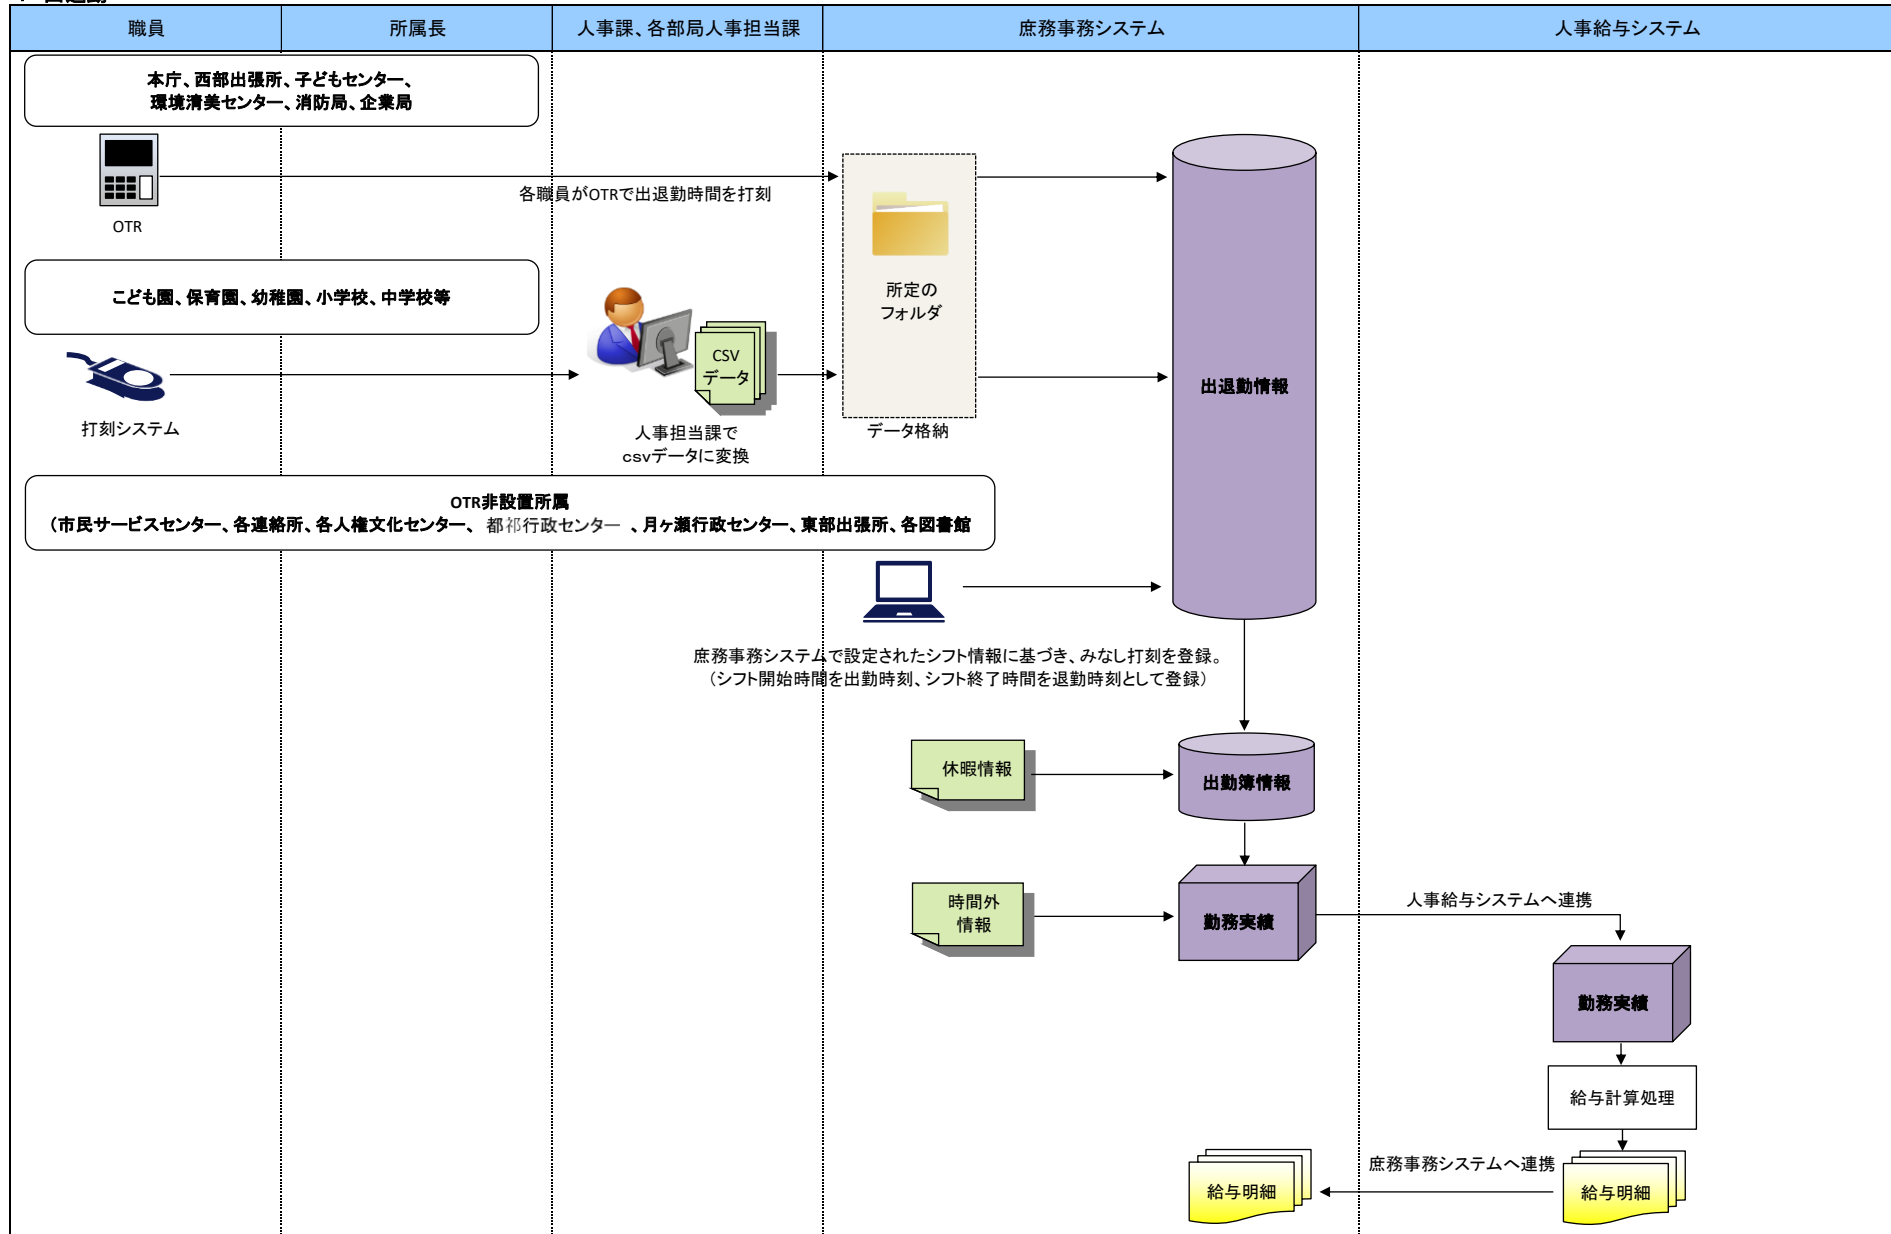 職員
所属長
人事課、各部局人事担当課
庶務事務システム
人事給与システム
本庁、西部出張所、子どもセンター、
環境清美センター、消防局、企業局
OTR
各職員がOTRで出退勤時間を打刻
こども園、保育園、幼稚園、小学校、中学校等
打刻システム
CSV
データ
人事担当課で
csvデータに変換
所定の
フォルダ
データ格納
出退勤情報
OTR非設置所属
（市民サービスセンター、各連絡所、各人権文化センター、 都祁行政センター 、月ヶ瀬行政センター、東部出張所、各図書館
庶務事務システムで設定されたシフト情報に基づき、みなし打刻を登録。
（シフト開始時間を出勤時刻、シフト終了時間を退勤時刻として登録）
休暇情報
出勤簿情報
時間外
情報
勤務実績
人事給与システムへ連携
勤務実績
給与計算処理
庶務事務システムへ連携
給与明細
給与明細